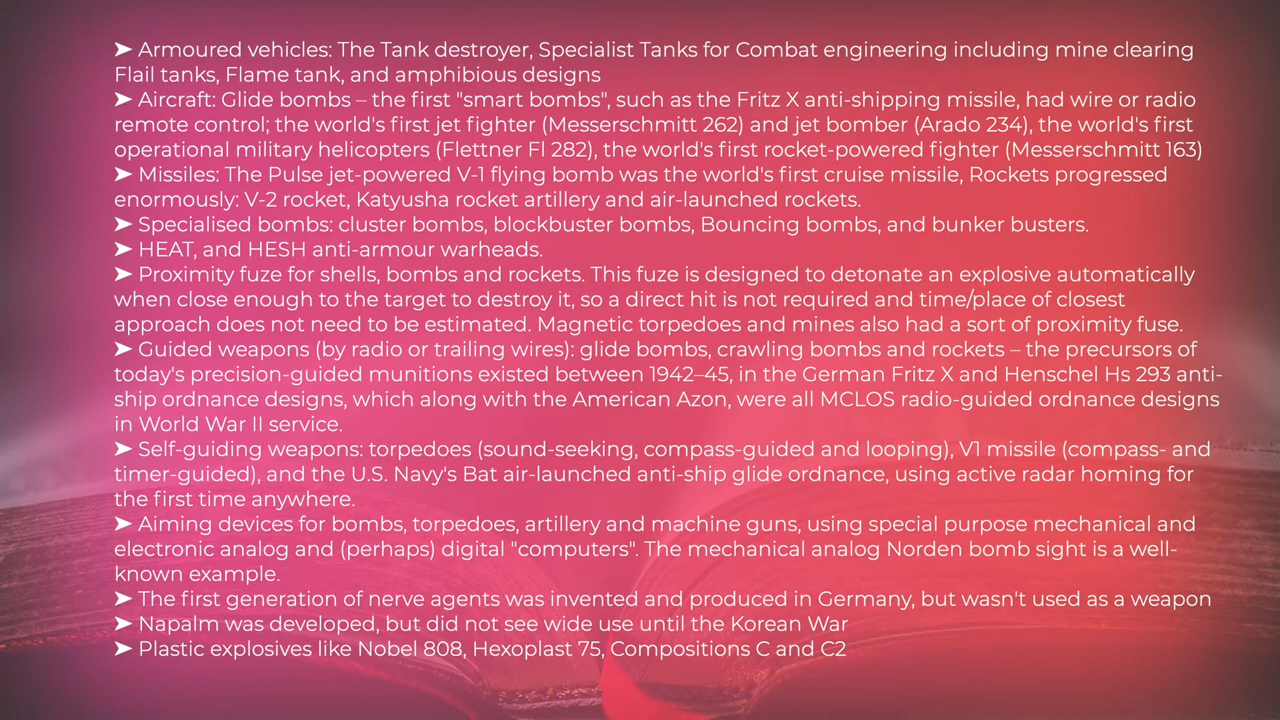 ➤ Armoured vehicles: The Tank destroyer, Specialist Tanks for Combat engineering including mine clearing
Flail tanks, Flame tank, and amphibious designs
➤ Aircraft: Glide bombs – the first "smart bombs", such as the Fritz X anti-shipping missile, had wire or radio
remote control; the world's first jet fighter (Messerschmitt 262) and jet bomber (Arado 234), the world's first
operational military helicopters (Flettner Fl 282), the world's first rocket-powered fighter (Messerschmitt 163)
➤ Missiles: The Pulse jet-powered V-1 flying bomb was the world's first cruise missile, Rockets progressed
enormously: V-2 rocket, Katyusha rocket artillery and air-launched rockets.
➤ Specialised bombs: cluster bombs, blockbuster bombs, Bouncing bombs, and bunker busters.
➤ HEAT, and HESH anti-armour warheads.
➤ Proximity fuze for shells, bombs and rockets. This fuze is designed to detonate an explosive automatically
when close enough to the target to destroy it, so a direct hit is not required and time/place of closest
approach does not need to be estimated. Magnetic torpedoes and mines also had a sort of proximity fuse.
➤ Guided weapons (by radio or trailing wires): glide bombs, crawling bombs and rockets – the precursors of
today's precision-guided munitions existed between 1942–45, in the German Fritz X and Henschel Hs 293 anti-
ship ordnance designs, which along with the American Azon, were all MCLOS radio-guided ordnance designs
in World War II service.
➤ Self-guiding weapons: torpedoes (sound-seeking, compass-guided and looping), V1 missile (compass- and
timer-guided), and the U.S. Navy's Bat air-launched anti-ship glide ordnance, using active radar homing for
the first time anywhere.
➤ Aiming devices for bombs, torpedoes, artillery and machine guns, using special purpose mechanical and
electronic analog and (perhaps) digital "computers". The mechanical analog Norden bomb sight is a well-
known example.
➤ The first generation of nerve agents was invented and produced in Germany, but wasn't used as a weapon
➤ Napalm was developed, but did not see wide use until the Korean War
➤ Plastic explosives like Nobel 808, Hexoplast 75, Compositions C and C2